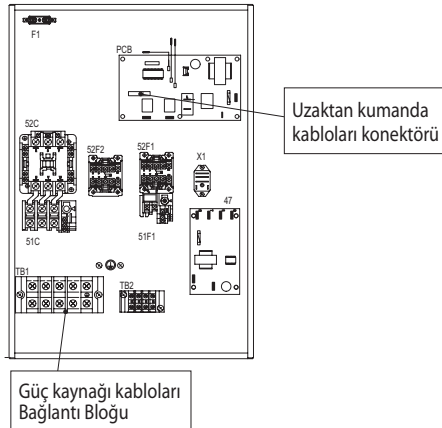 F1
PCB
Uzaktan kumanda
kabloları konektörü
52C
52F2
52F1
X1
47
51C
51F1
TB1
TB2
Güç kaynağı kabloları
Bağlantı Bloğu